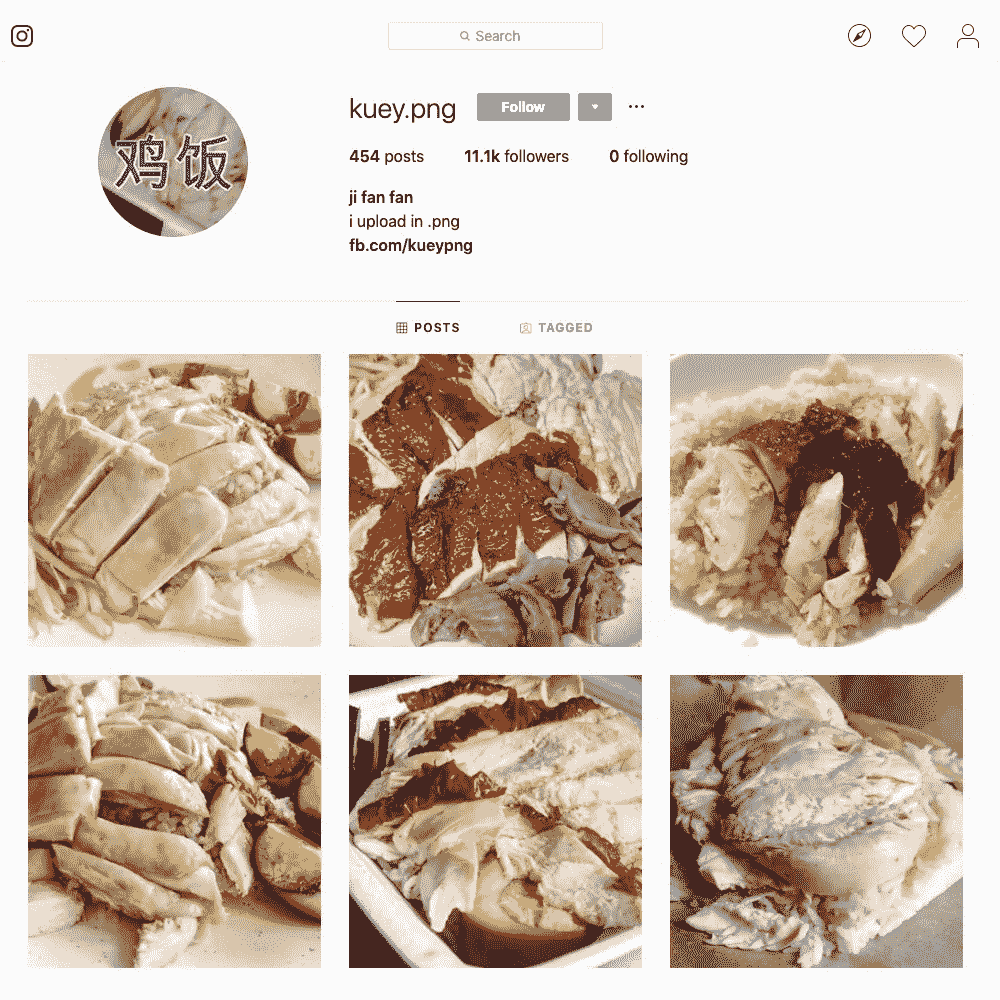 Search
鸡饭
kuey.png Follow
454 posts 11.1k followers 0 following
ji fan fan
i upload in .png
fb.com/kueypng
POSTS TAGGED